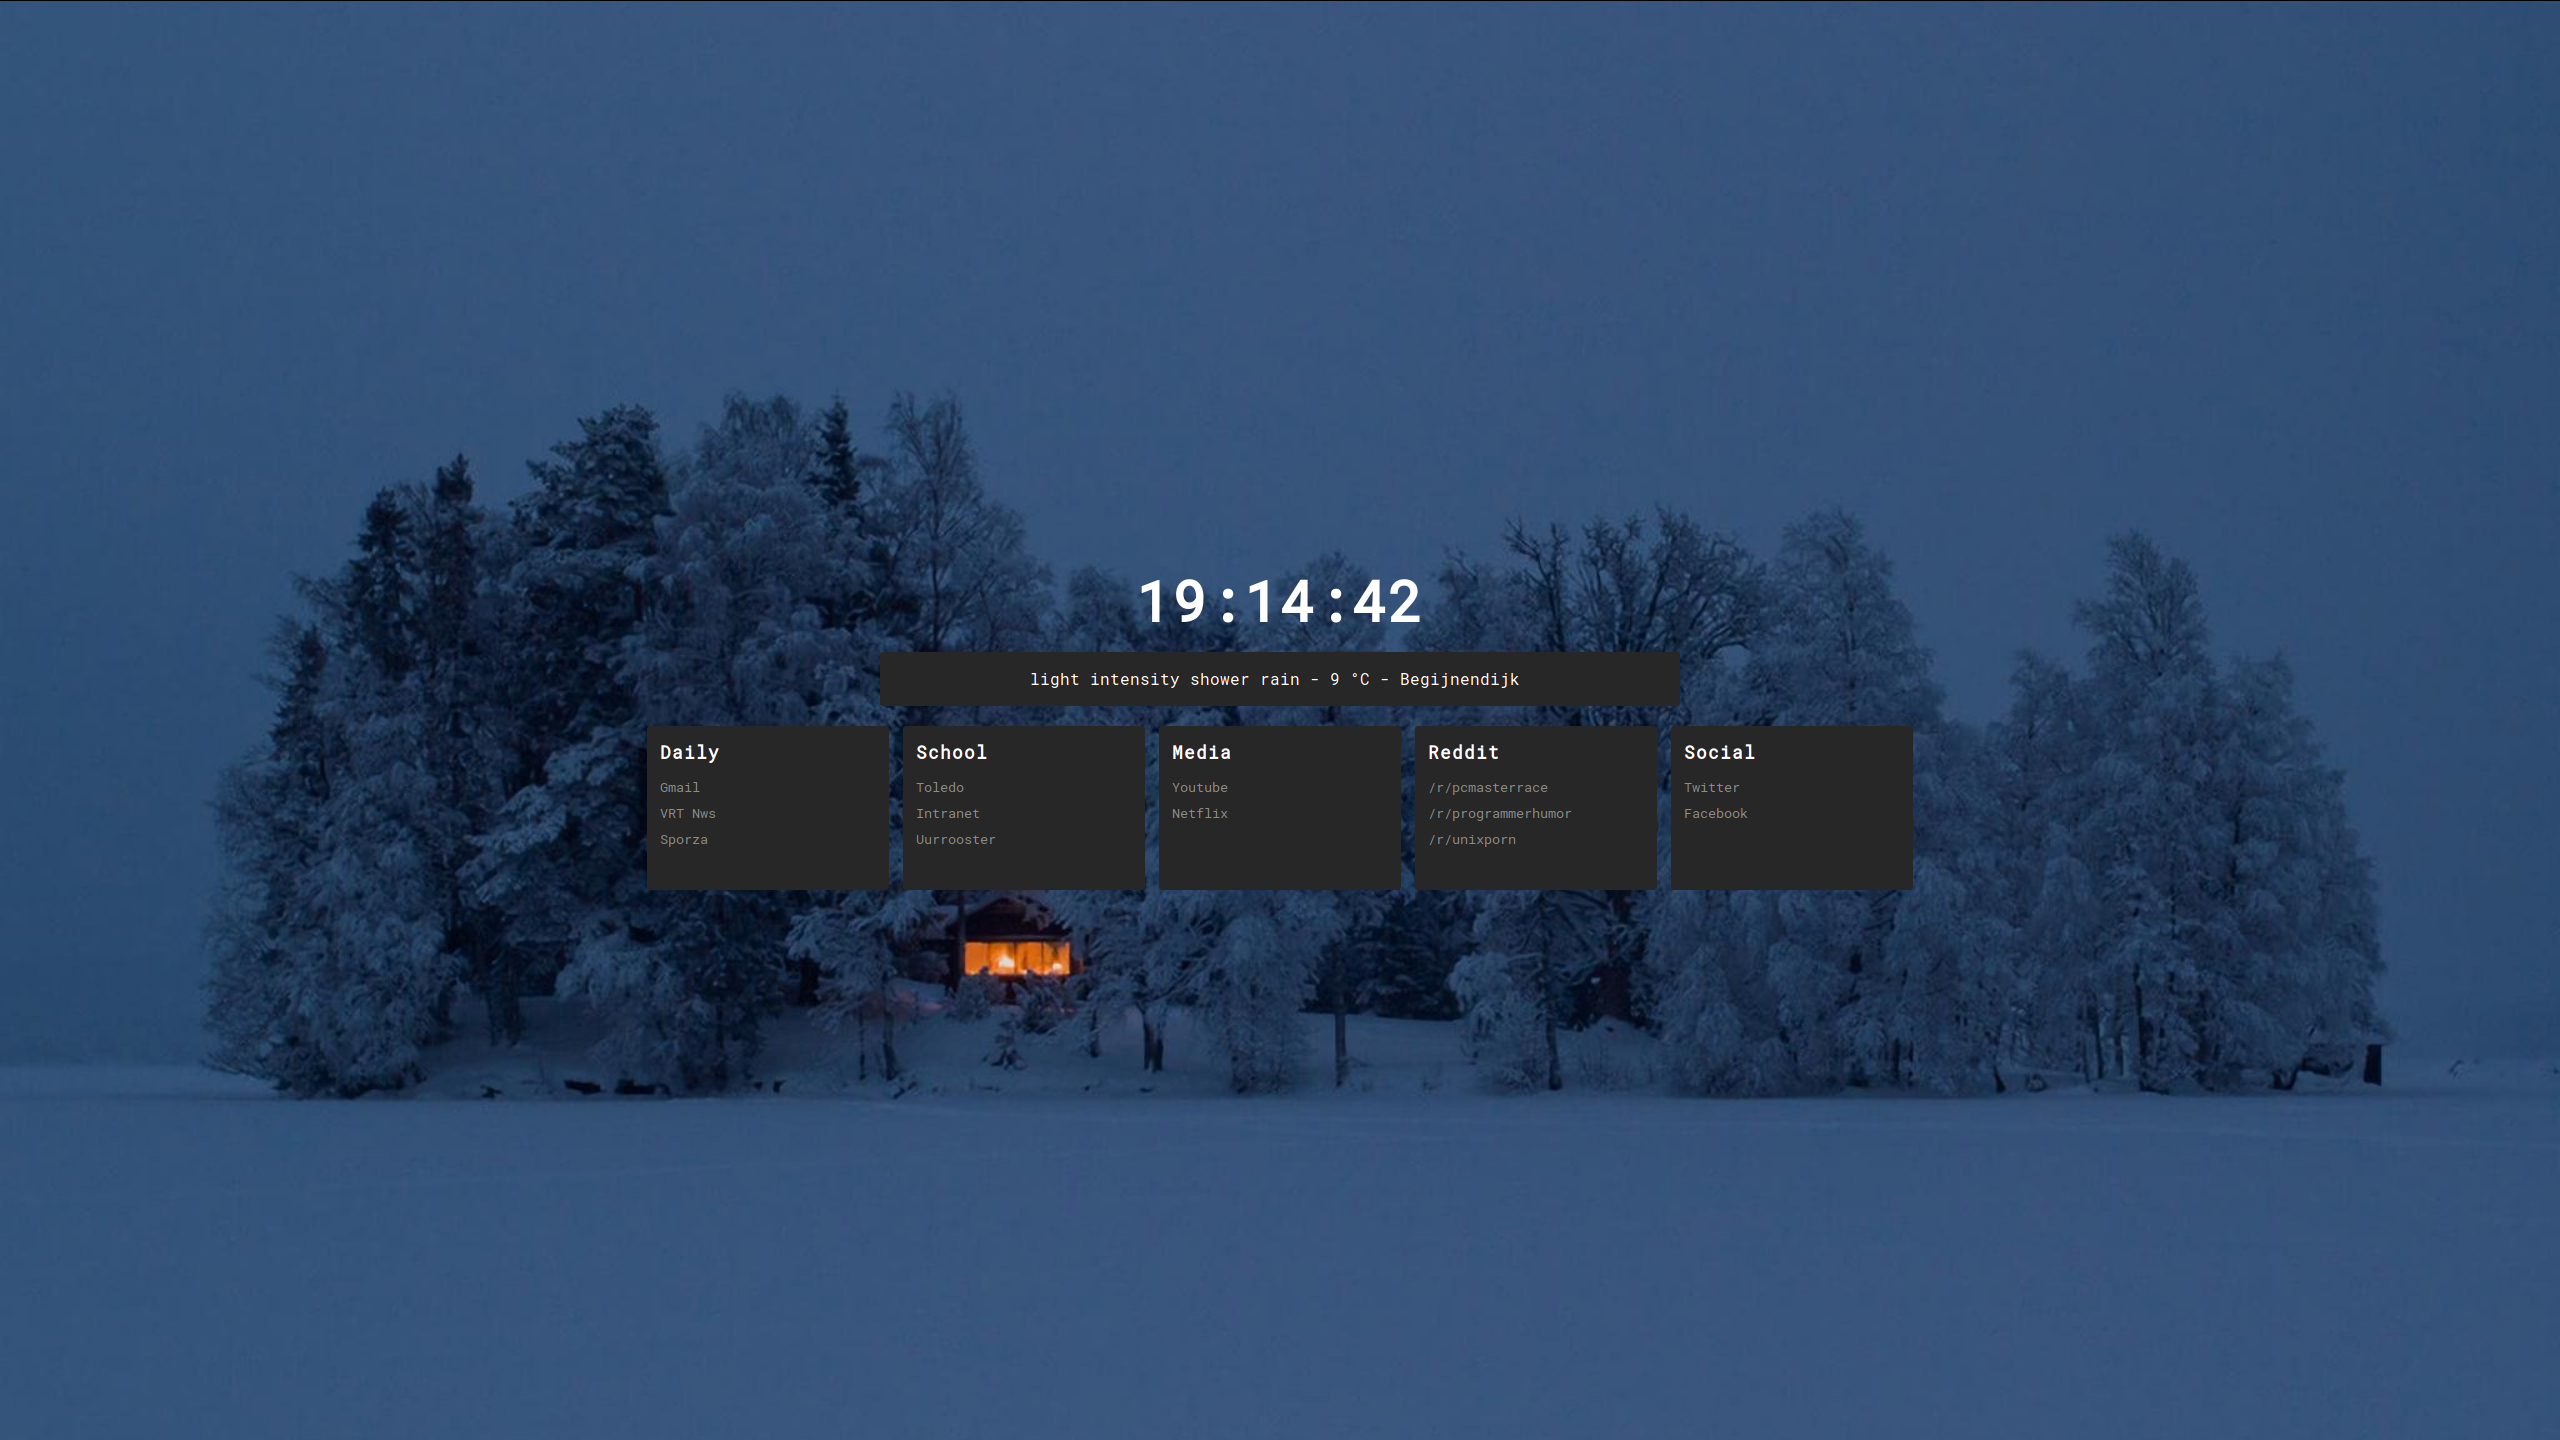 19:14:42
light intensity shower rain - 9 °C - Begijnendijk
Daily
Gmail
VRT Nws
Sporza
School
Toledo
Intranet
Uurrooster
Media
Youtube
Netflix
Reddit
/r/pcmasterrace
/r/programmerhumor
/r/unixporn
Social
Twitter
Facebook